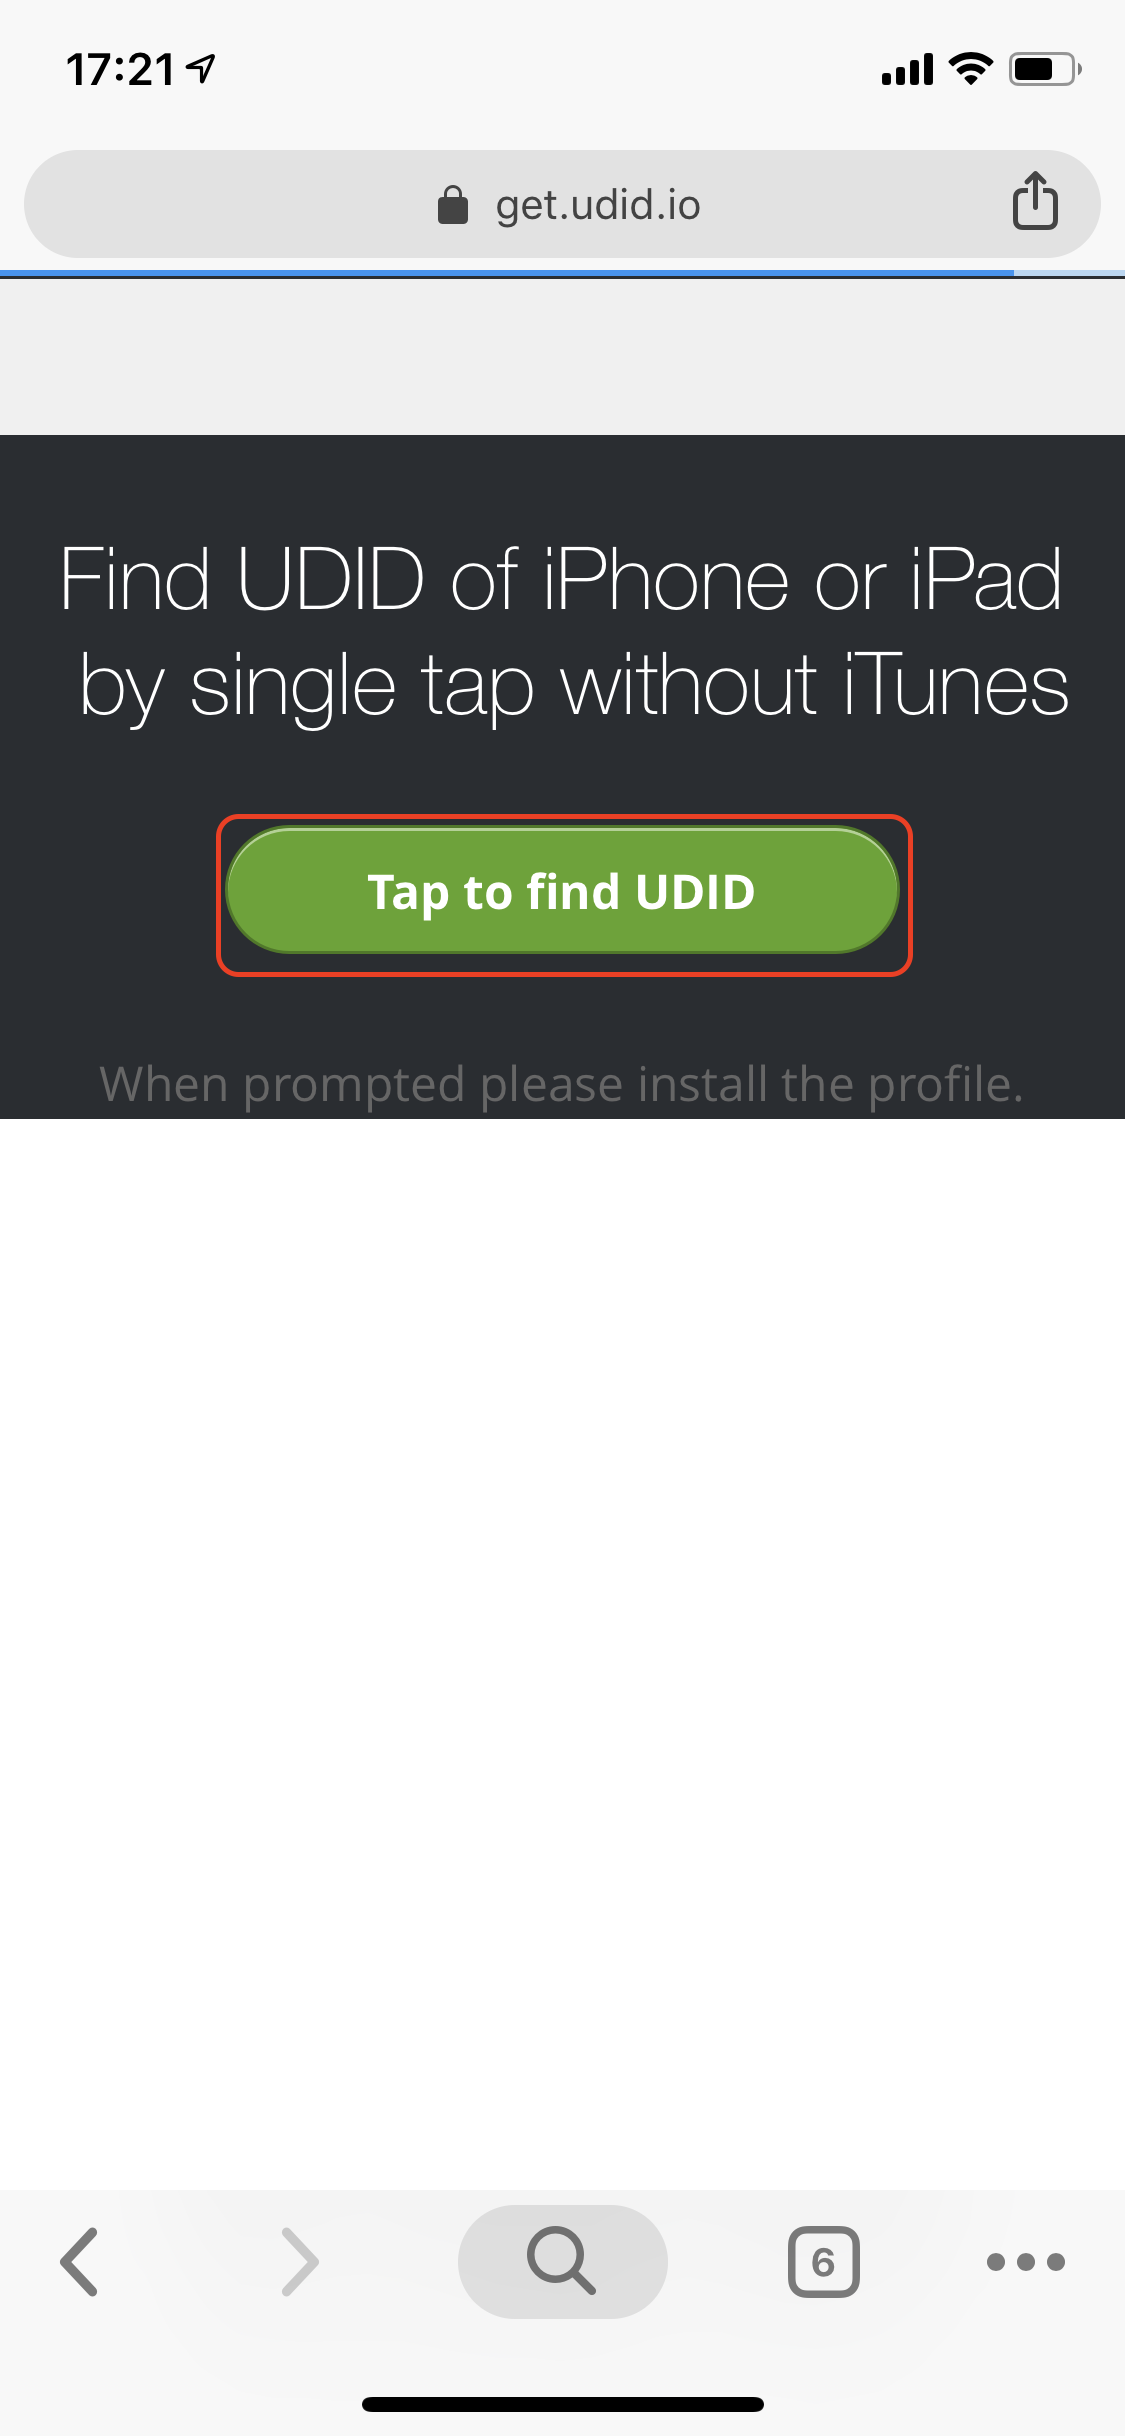 17:21
get.udid.io
Find UDID of iPhone or iPad
by single tap without iTunes
Tap to find UDID
When prompted please install the profile.
6